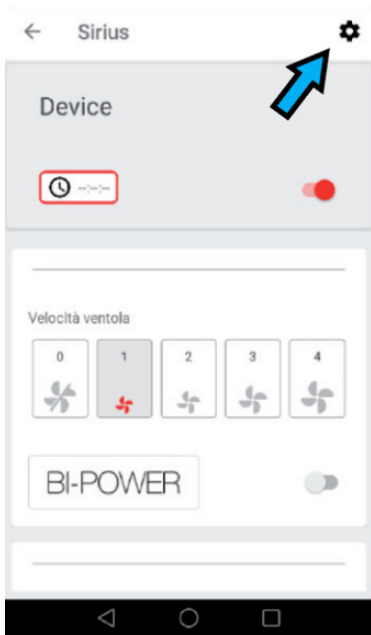 Sirius
Device
--:--:--
Velocità ventola
0 1 2 3 4
BI-POWER